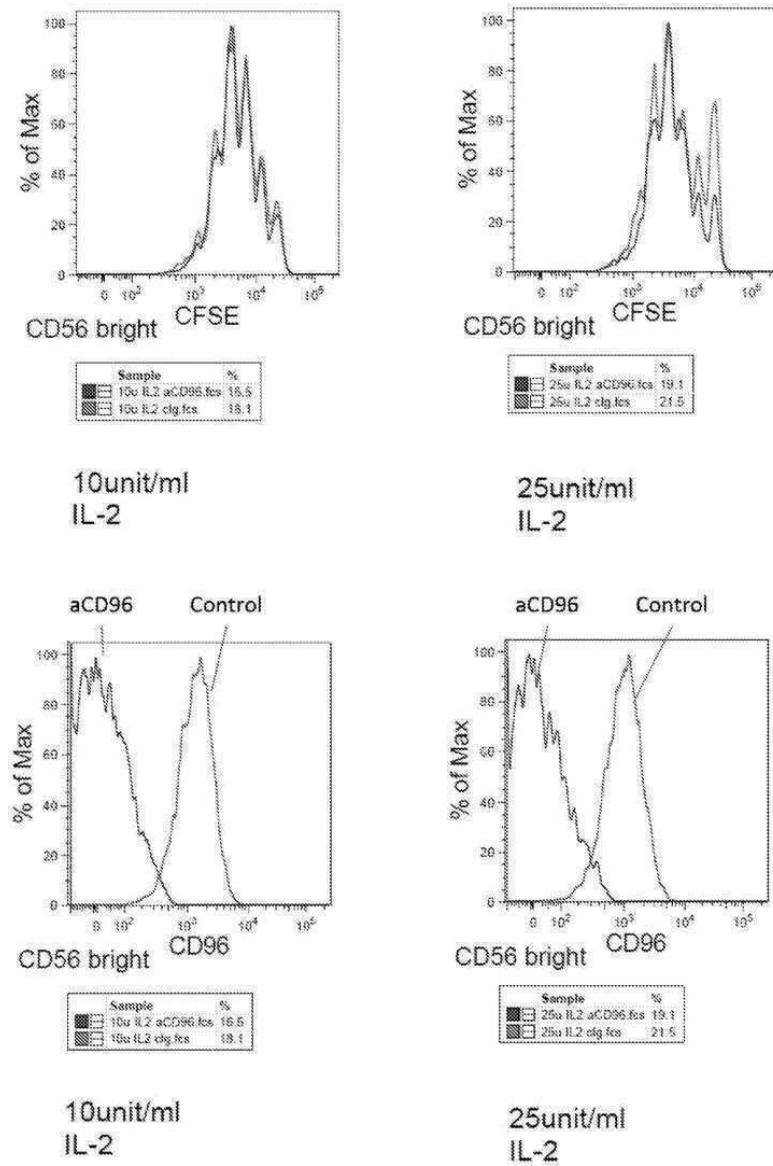 % of Max
100
80
60
40
20
0
0 10² 10³ 10⁴ 10⁵
CFSE
CD56 bright
Sample %
10u IL2 aCD96.fcs 16.5
10u IL2 cIg.fcs 18.1
10unit/ml
IL-2
% of Max
100
80
60
40
20
0
0 10² 10³ 10⁴ 10⁵
CFSE
CD56 bright
Sample %
25u IL2 aCD96.fcs 19.1
25u IL2 cIg.fcs 21.5
25unit/ml
IL-2
aCD96 Control
% of Max
100
80
60
40
20
0
0 10² 10³ 10⁴ 10⁵
CD96
CD56 bright
Sample %
10u IL2 aCD96.fcs 16.5
10u IL2 cIg.fcs 18.1
10unit/ml
IL-2
aCD96 Control
% of Max
100
80
60
40
20
0
0 10² 10³ 10⁴ 10⁵
CD96
CD56 bright
Sample %
25u IL2 aCD96.fcs 19.1
25u IL2 cIg.fcs 21.5
25unit/ml
IL-2